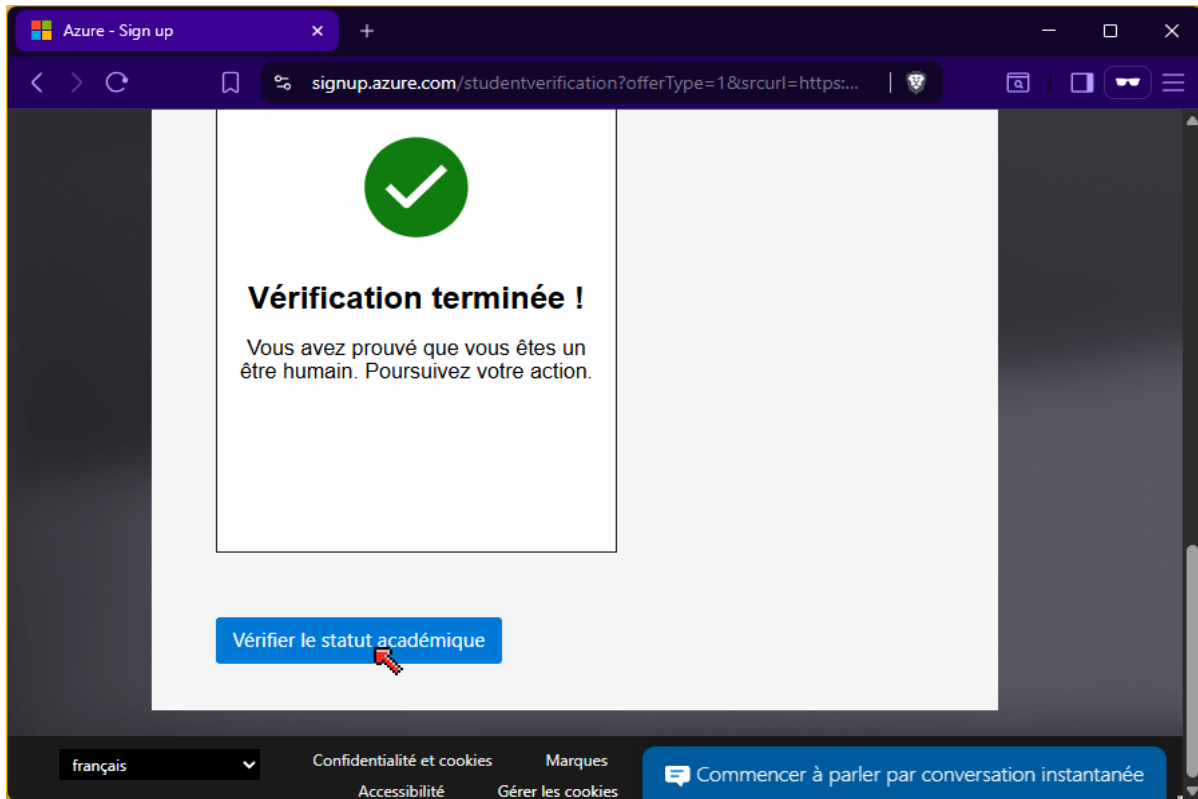 Azure - Sign up
signup.azure.com/studentverification?offerType=1&srcurl=https:...
Vérification terminée !
Vous avez prouvé que vous êtes un
être humain. Poursuivez votre action.
Vérifier le statut académique
français
Confidentialité et cookies
Marques
Accessibilité
Gérer les cookies
Commencer à parler par conversation instantanée